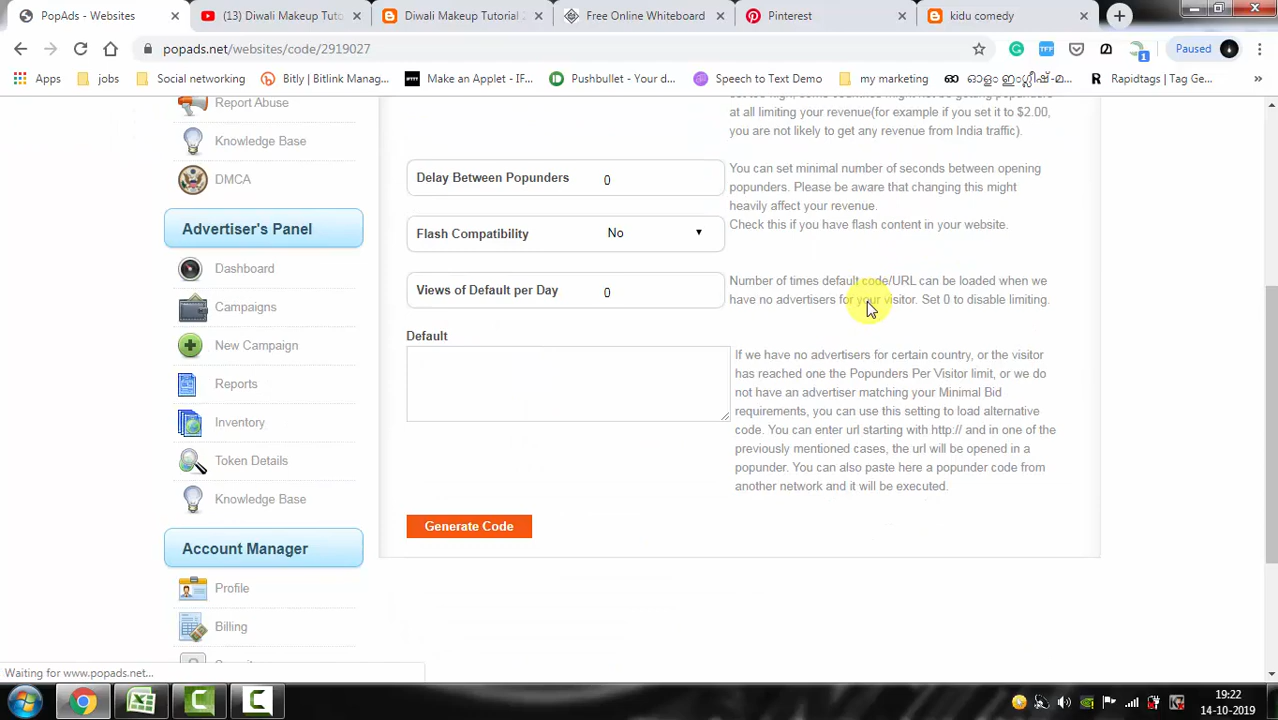 PopAds - Websites
(13) Diwali Makeup Tutorial
Diwali Makeup Tutorial
Free Online Whiteboard
Pinterest
kidu comedy
popads.net/websites/code/2919027
1
Paused
Apps
jobs
Social networking
Bitly | Bitlink Manag...
Make an Applet - IF...
Pushbullet - Your d...
Speech to Text Demo
my marketing
ഓളാ ഇംഗ്ലീഷ്-മ...
Rapidtags | Tag Ge...
»
Report Abuse
Knowledge Base
DMCA
Advertiser's Panel
Dashboard
Campaigns
New Campaign
Reports
Inventory
Token Details
Knowledge Base
Account Manager
Profile
Billing
at all limiting your revenue(for example if you set it to $2.00,
you are not likely to get any revenue from India traffic).
Delay Between Popunders 0
You can set minimal number of seconds between opening
popunders. Please be aware that changing this might
heavily affect your revenue.
Flash Compatibility No
Check this if you have flash content in your website.
Views of Default per Day 0
Number of times default code/URL can be loaded when we
have no advertisers for your visitor. Set 0 to disable limiting.
Default
If we have no advertisers for certain country, or the visitor
has reached one the Popunders Per Visitor limit, or we do
not have an advertiser matching your Minimal Bid
requirements, you can use this setting to load alternative
code. You can enter url starting with http:// and in one of the
previously mentioned cases, the url will be opened in a
popunder. You can also paste here a popunder code from
another network and it will be executed.
Generate Code
Waiting for www.popads.net...
19:22
14-10-2019